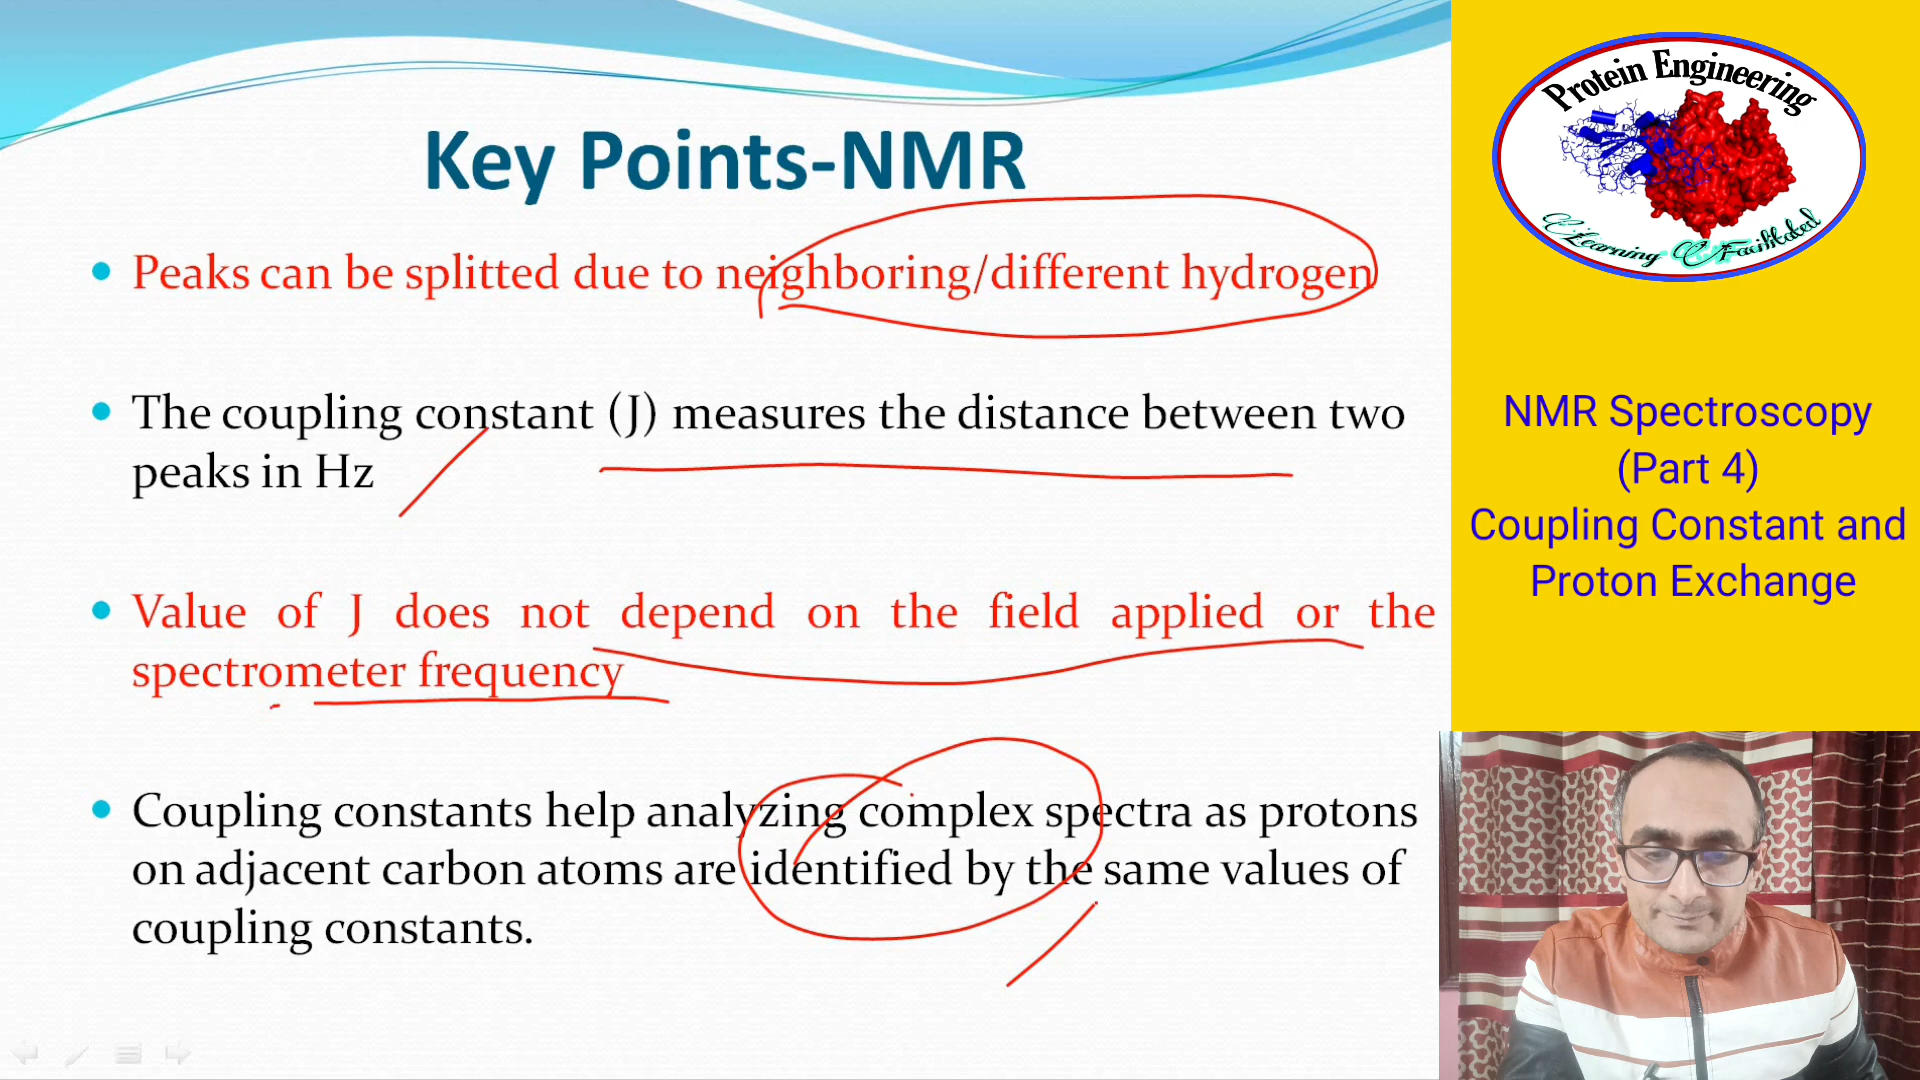 Key Points-NMR
Peaks can be splitted due to neighboring/different hydrogen
The coupling constant (J) measures the distance between two
peaks in Hz
Value of J does not depend on the field applied or the
spectrometer frequency
Coupling constants help analyzing complex spectra as protons
on adjacent carbon atoms are identified by the same values of
coupling constants.
Protein Engineering
Learning Facilitated
NMR Spectroscopy
(Part 4)
Coupling Constant and
Proton Exchange